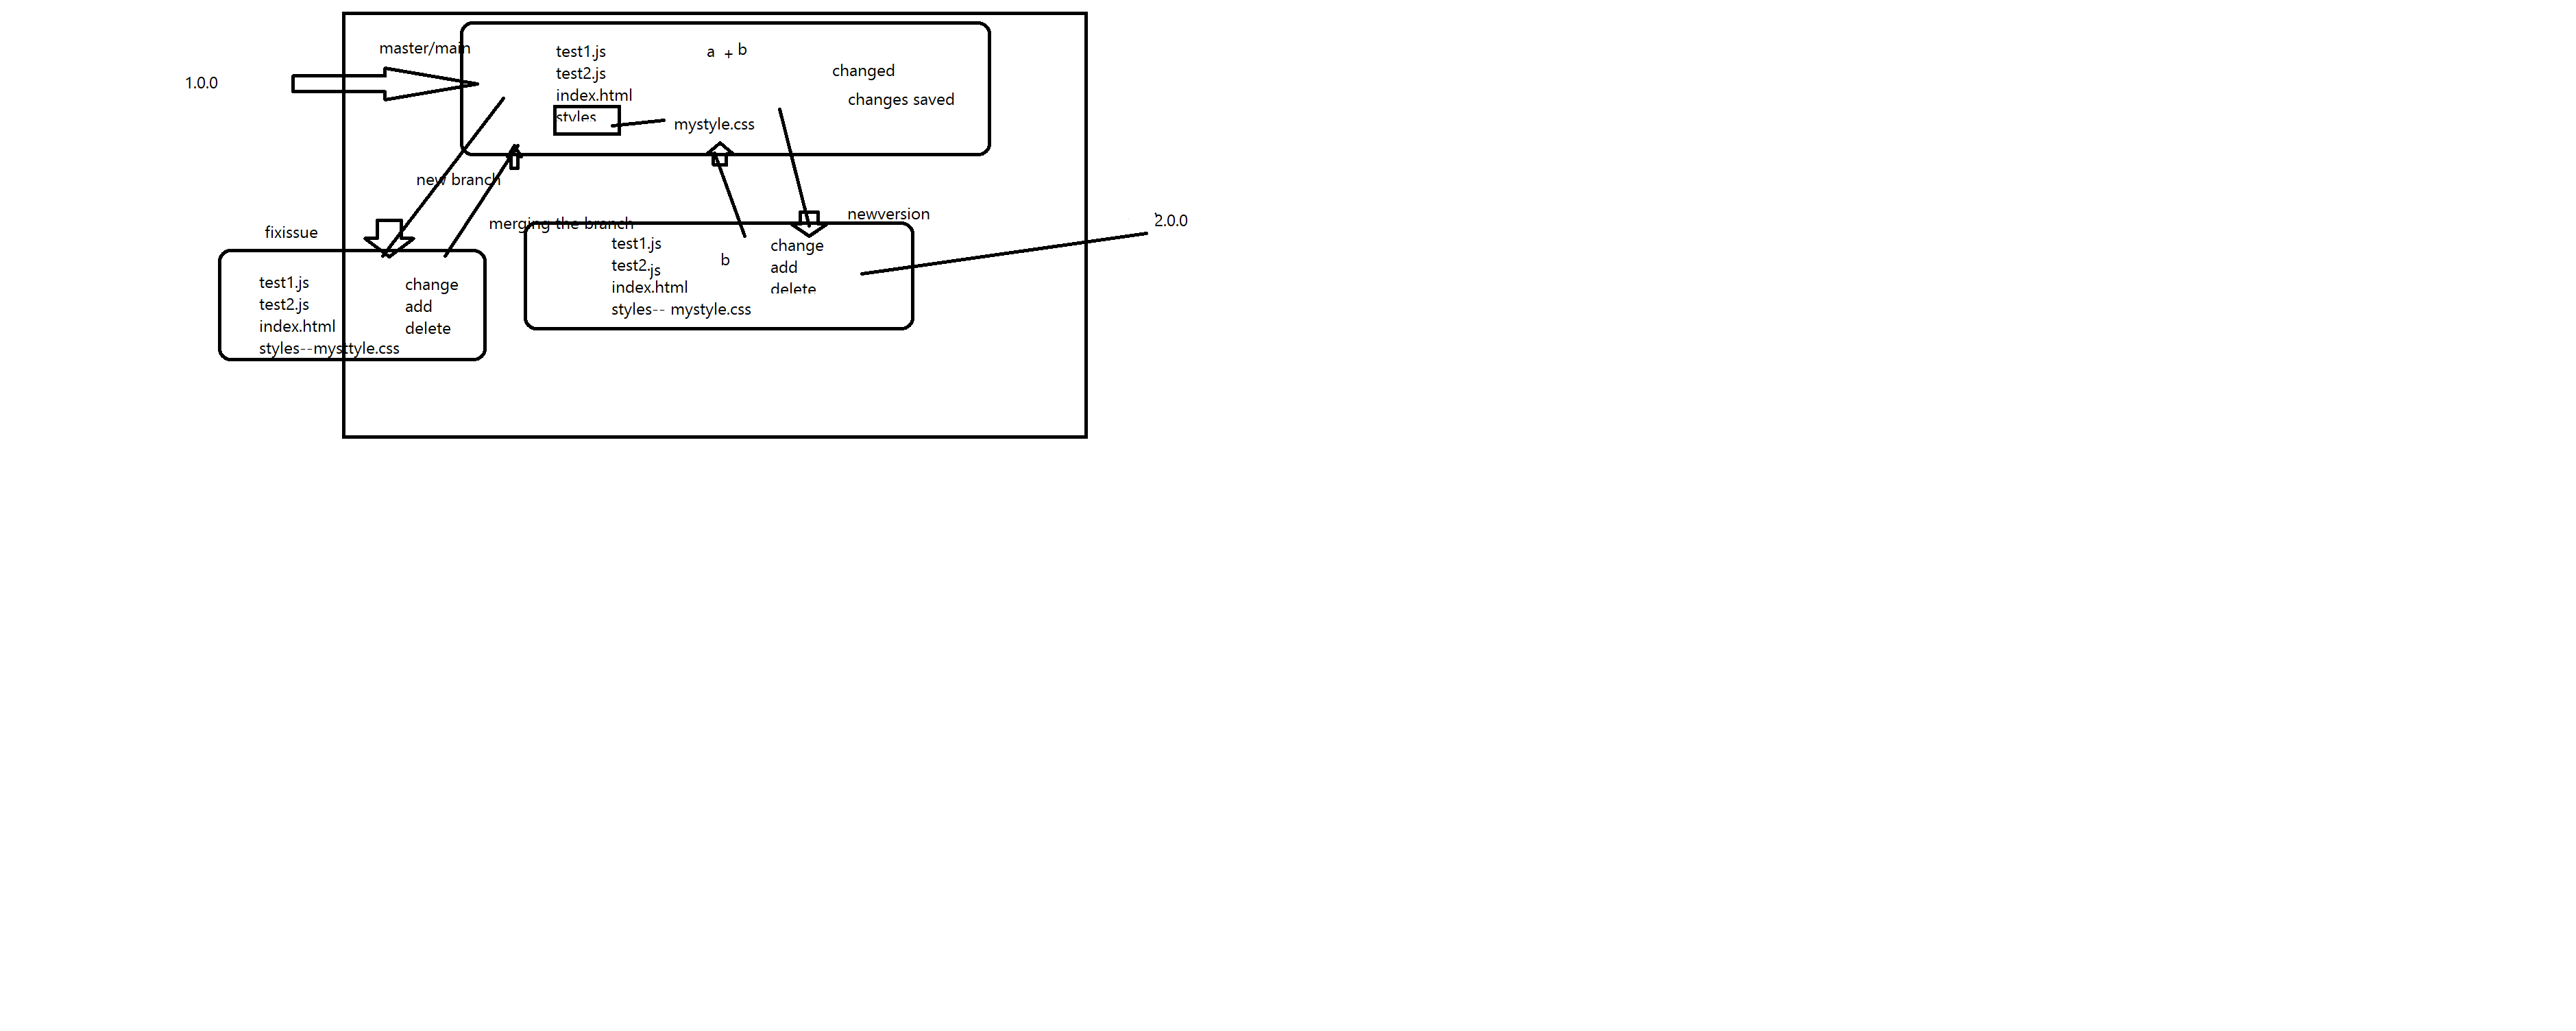 master/main
1.0.0
test1.js
test2.js
index.html
styles
mystyle.css
a + b
changed
changes saved
new branch
merging the branch
fixissue
test1.js
test2.js
index.html
styles--mysttyle.css
change
add
delete
newversion
test1.js
test2.js
index.html
styles-- mystyle.css
b
change
add
delete
2.0.0